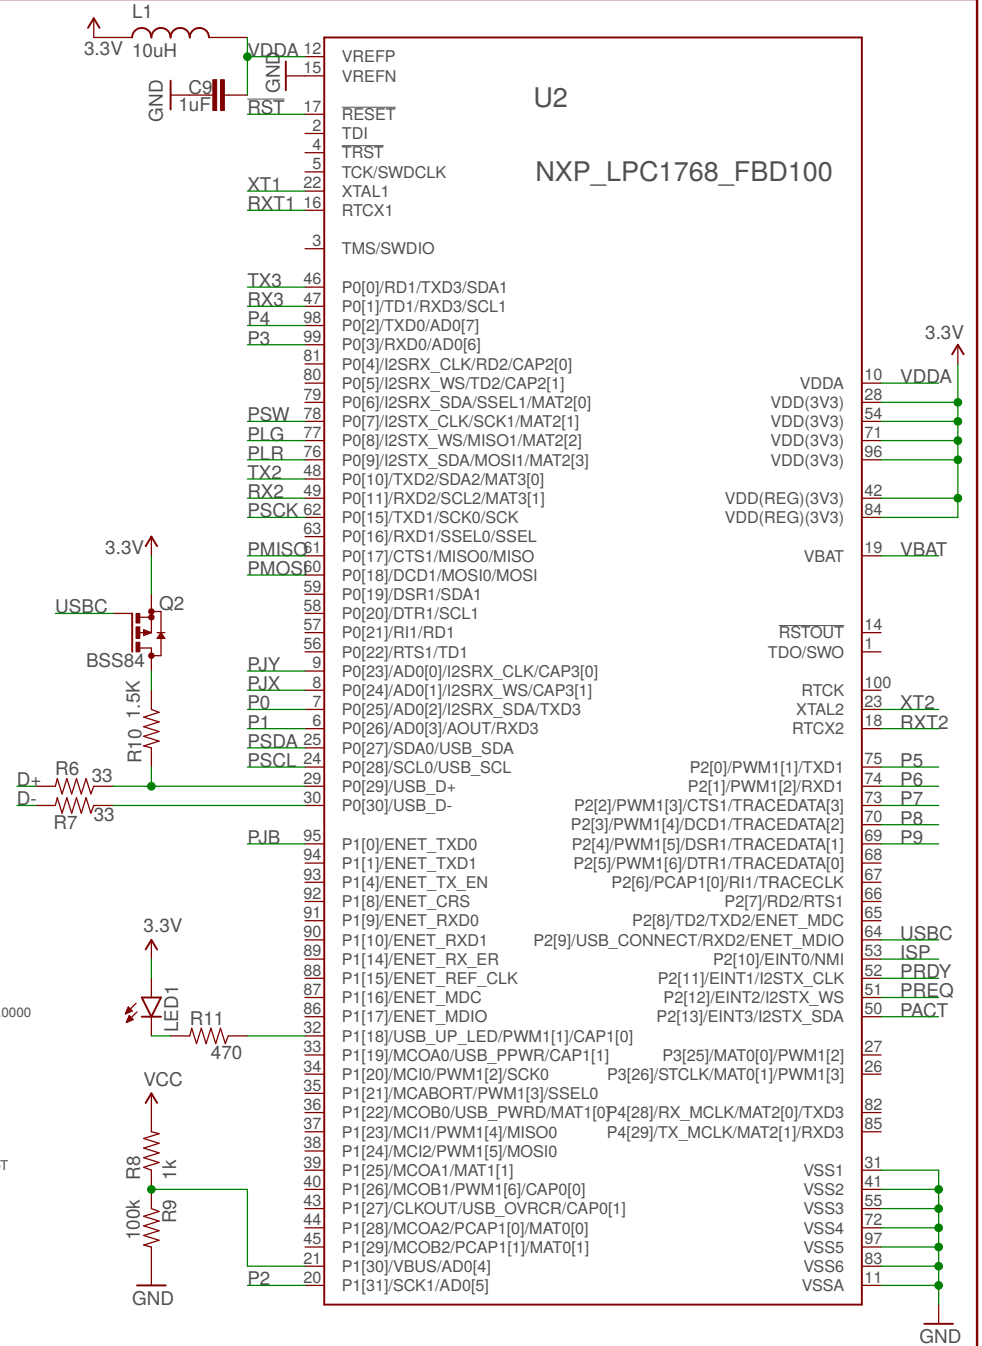 L1
3.3V 10uH
VDDA 12 VREFP
GND 15 VREFN
GND C9 1uF
U2
RST 17 RESET
2 TDI
4 TRST
NXP_LPC1768_FBD100
5 TCK/SWDCLK
XT1 22 XTAL1
RXT1 16 RTCX1
3 TMS/SWDIO
TX3 46 P0[0]/RD1/TXD3/SDA1
RX3 47 P0[1]/TD1/RXD3/SCL1
P4 98 P0[2]/TXD0/AD0[7]
P3 99 P0[3]/RXD0/AD0[6]
3.3V
81 P0[4]/I2SRX_CLK/RD2/CAP2[0]
80 P0[5]/I2SRX_WS/TD2/CAP2[1] VDDA 10 VDDA
79 P0[6]/I2SRX_SDA/SSEL1/MAT2[0] VDD(3V3) 28
PSW 78 P0[7]/I2STX_CLK/SCK1/MAT2[1] VDD(3V3) 54
PLG 77 P0[8]/I2STX_WS/MISO1/MAT2[2] VDD(3V3) 71
PLR 76 P0[9]/I2STX_SDA/MOSI1/MAT2[3] VDD(3V3) 96
TX2 48 P0[10]/TXD2/SDA2/MAT3[0]
RX2 49 P0[11]/RXD2/SCL2/MAT3[1] VDD(REG)(3V3) 42
PSCK 62 P0[15]/TXD1/SCK0/SCK VDD(REG)(3V3) 84
63 P0[16]/RXD1/SSEL0/SSEL
3.3V
PMISO 61 P0[17]/CTS1/MISO0/MISO VBAT 19 VBAT
PMOSI 60 P0[18]/DCD1/MOSI0/MOSI
59 P0[19]/DSR1/SDA1
USBC Q2
58 P0[20]/DTR1/SCL1
57 P0[21]/RI1/RD1 RSTOUT 14
56 P0[22]/RTS1/TD1 TDO/SWO 1
BSS84
PJY 9 P0[23]/AD0[0]/I2SRX_CLK/CAP3[0]
PJX 8 P0[24]/AD0[1]/I2SRX_WS/CAP3[1] RTCK 100
P0 7 P0[25]/AD0[2]/I2SRX_SDA/TXD3 XTAL2 23 XT2
R10 1.5K
P1 6 P0[26]/AD0[3]/AOUT/RXD3 RTCX2 18 RXT2
PSDA 25 P0[27]/SDA0/USB_SDA
PSCL 24 P0[28]/SCL0/USB_SCL P2[0]/PWM1[1]/TXD1 75 P5
D+ R6 33 29 P0[29]/USB_D+ P2[1]/PWM1[2]/RXD1 74 P6
D- R7 33 30 P0[30]/USB_D- P2[2]/PWM1[3]/CTS1/TRACEDATA[3] 73 P7
P2[3]/PWM1[4]/DCD1/TRACEDATA[2] 70 P8
PJB 95 P1[0]/ENET_TXD0 P2[4]/PWM1[5]/DSR1/TRACEDATA[1] 69 P9
94 P1[1]/ENET_TXD1 P2[5]/PWM1[6]/DTR1/TRACEDATA[0] 68
93 P1[4]/ENET_TX_EN P2[6]/PCAP1[0]/RI1/TRACECLK 67
92 P1[8]/ENET_CRS P2[7]/RD2/RTS1 66
91 P1[9]/ENET_RXD0 P2[8]/TD2/TXD2/ENET_MDC 65
3.3V
90 P1[10]/ENET_RXD1 P2[9]/USB_CONNECT/RXD2/ENET_MDIO 64 USBC
89 P1[14]/ENET_RX_ER P2[10]/EINT0/NMI 53 ISP
88 P1[15]/ENET_REF_CLK P2[11]/EINT1/I2STX_CLK 52 PRDY
87 P1[16]/ENET_MDC P2[12]/EINT2/I2STX_WS 51 PREQ
0000 LED1
86 P1[17]/ENET_MDIO P2[13]/EINT3/I2STX_SDA 50 PACT
R11 470 32 P1[18]/USB_UP_LED/PWM1[1]/CAP1[0]
33 P1[19]/MCOA0/USB_PPWR/CAP1[1] P3[25]/MAT0[0]/PWM1[2] 27
34 P1[20]/MCI0/PWM1[2]/SCK0 P3[26]/STCLK/MAT0[1]/PWM1[3] 26
VCC
35 P1[21]/MCABORT/PWM1[3]/SSEL0
36 P1[22]/MCOB0/USB_PWRD/MAT1[0] P4[28]/RX_MCLK/MAT2[0]/TXD3 82
37 P1[23]/MCI1/PWM1[4]/MISO0 P4[29]/TX_MCLK/MAT2[1]/RXD3 85
38 P1[24]/MCI2/PWM1[5]/MOSI0
T R8 1k
39 P1[25]/MCOA1/MAT1[1] VSS1 31
40 P1[26]/MCOB1/PWM1[6]/CAP0[0] VSS2 41
43 P1[27]/CLKOUT/USB_OVRCR/CAP0[1] VSS3 55
100k R9
44 P1[28]/MCOA2/PCAP1[0]/MAT0[0] VSS4 72
45 P1[29]/MCOB2/PCAP1[1]/MAT0[1] VSS5 97
21 P1[30]/VBUS/AD0[4] VSS6 83
P2 20 P1[31]/SCK1/AD0[5] VSSA 11
GND
GND